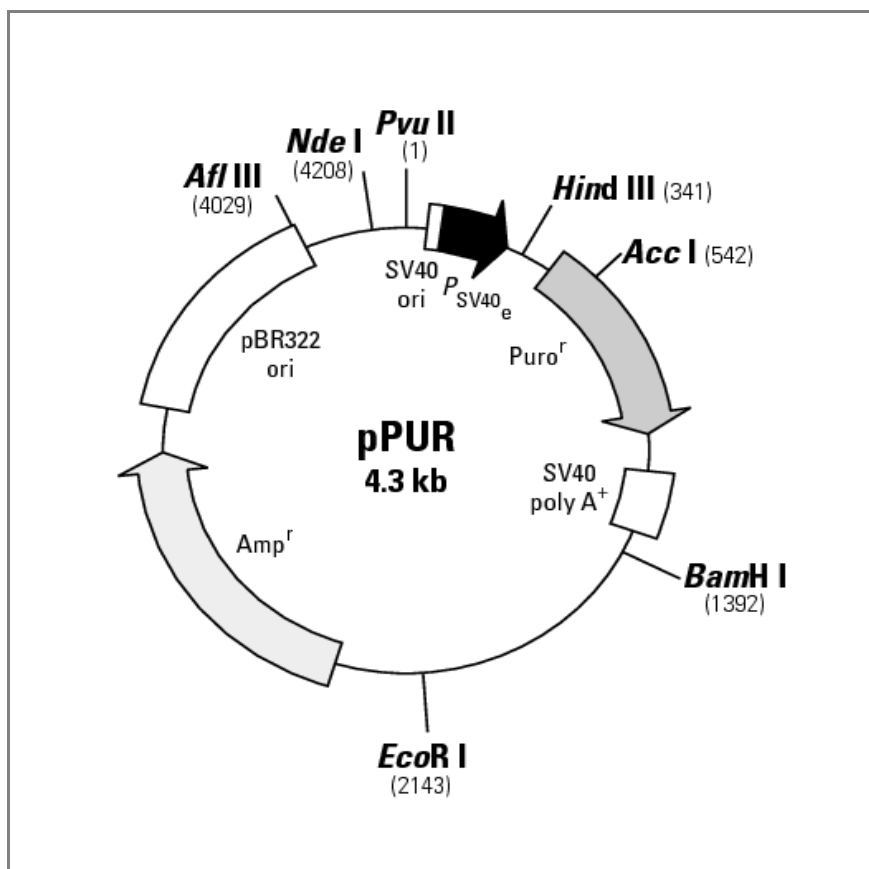 Pvu II
(1)
Nde I
(4208)
Afl III
(4029)
Hind III (341)
Acc I (542)
SV40
ori
PSV40e
pBR322
ori
Puror
pPUR
4.3 kb
SV40
poly A+
Ampr
BamH I
(1392)
EcoR I
(2143)